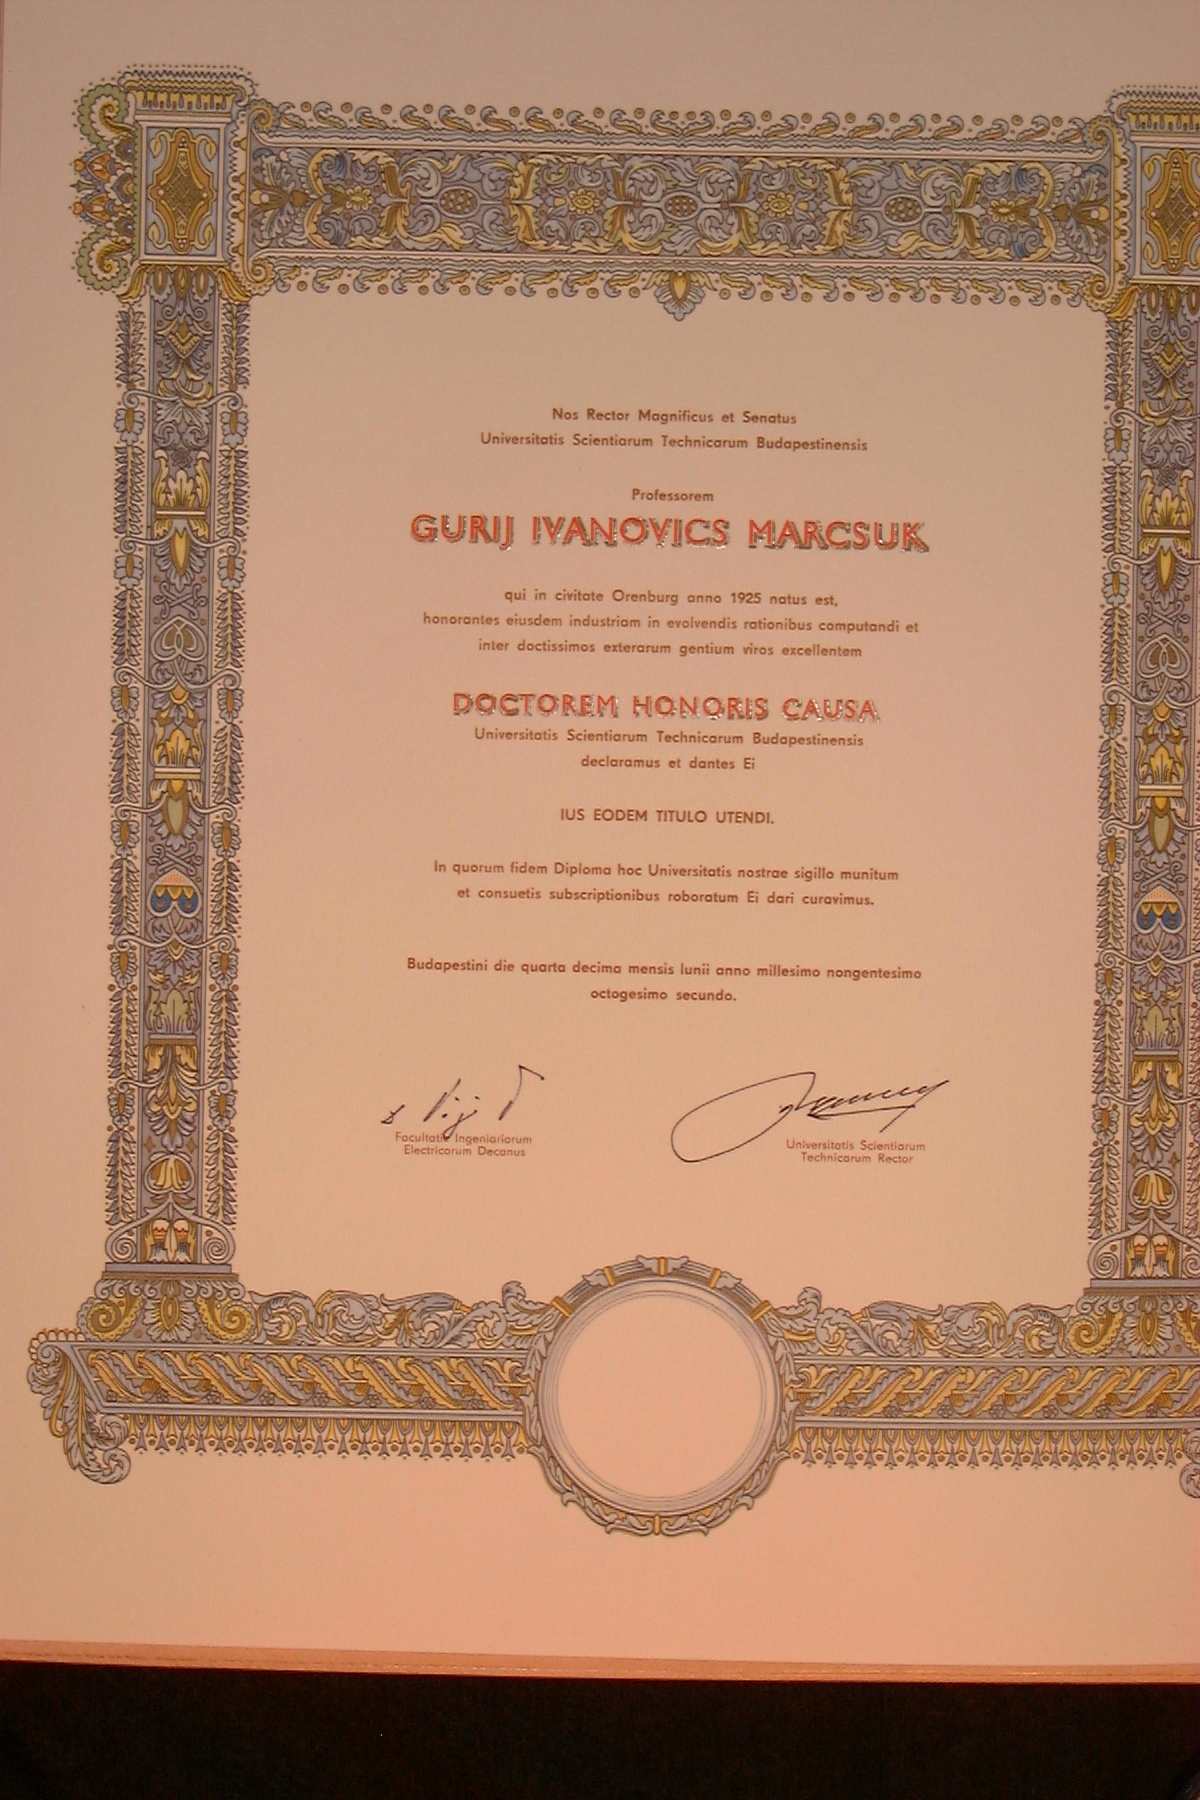 Nos Rector Magnificus et Senatus
Universitatis Scientiarum Technicarum Budapestinensis
Professorem
GURIJ IVANOVICS MARCSUK
qui in civitate Orenburg anno 1925 natus est,
honorantes eiusdem industriam in evolvendis rationibus computandi et
inter doctissimos exterarum gentium viros excellentem
DOCTOREM HONORIS CAUSA
Universitatis Scientiarum Technicarum Budapestinensis
declaramus et dantes Ei
IUS EODEM TITULO UTENDI.
In quorum fidem Diploma hoc Universitatis nostrae sigillo munitum
et consuetis subscriptionibus roboratum Ei dari curavimus.
Budapestini die quarta decima mensis Iunii anno millesimo nongentesimo
octogesimo secundo.
Facultatis Ingeniariorum
Electricorum Decanus
Universitatis Scientiarum
Technicarum Rector